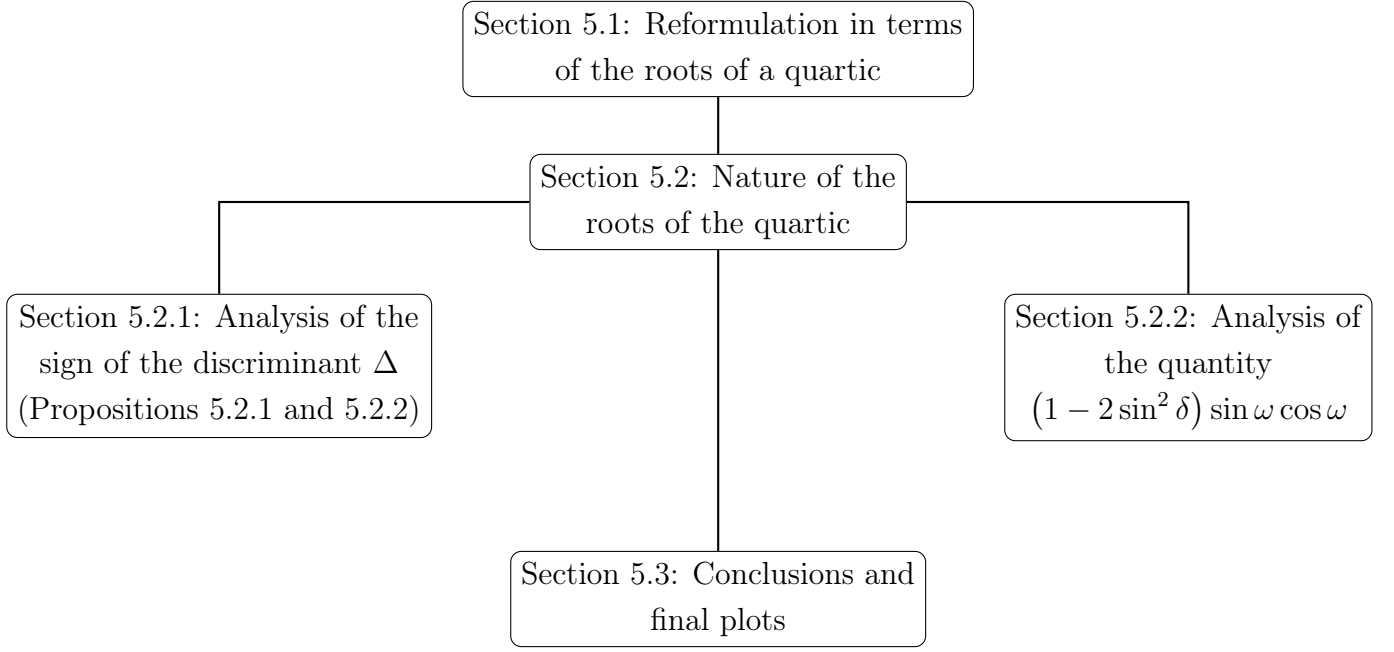 Section 5.1: Reformulation in terms
of the roots of a quartic
Section 5.2: Nature of the
roots of the quartic
Section 5.2.1: Analysis of the
sign of the discriminant Δ
(Propositions 5.2.1 and 5.2.2)
Section 5.2.2: Analysis of
the quantity
(1 − 2 sin² δ) sin ω cos ω
Section 5.3: Conclusions and
final plots